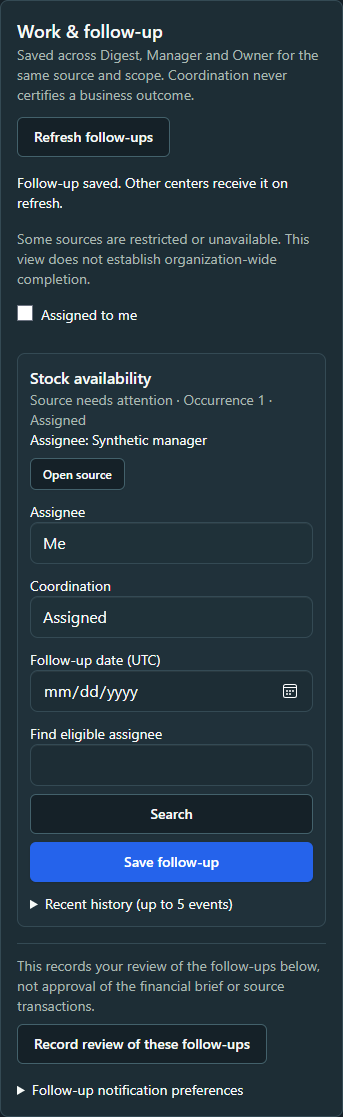 Work & follow-up
Saved across Digest, Manager and Owner for the
same source and scope. Coordination never
certifies a business outcome.
Refresh follow-ups
Follow-up saved. Other centers receive it on
refresh.
Some sources are restricted or unavailable. This
view does not establish organization-wide
completion.
Assigned to me
Stock availability
Source needs attention · Occurrence 1 ·
Assigned
Assignee: Synthetic manager
Open source
Assignee
Me
Coordination
Assigned
Follow-up date (UTC)
mm/dd/yyyy
Find eligible assignee
Search
Save follow-up
Recent history (up to 5 events)
This records your review of the follow-ups below,
not approval of the financial brief or source
transactions.
Record review of these follow-ups
Follow-up notification preferences